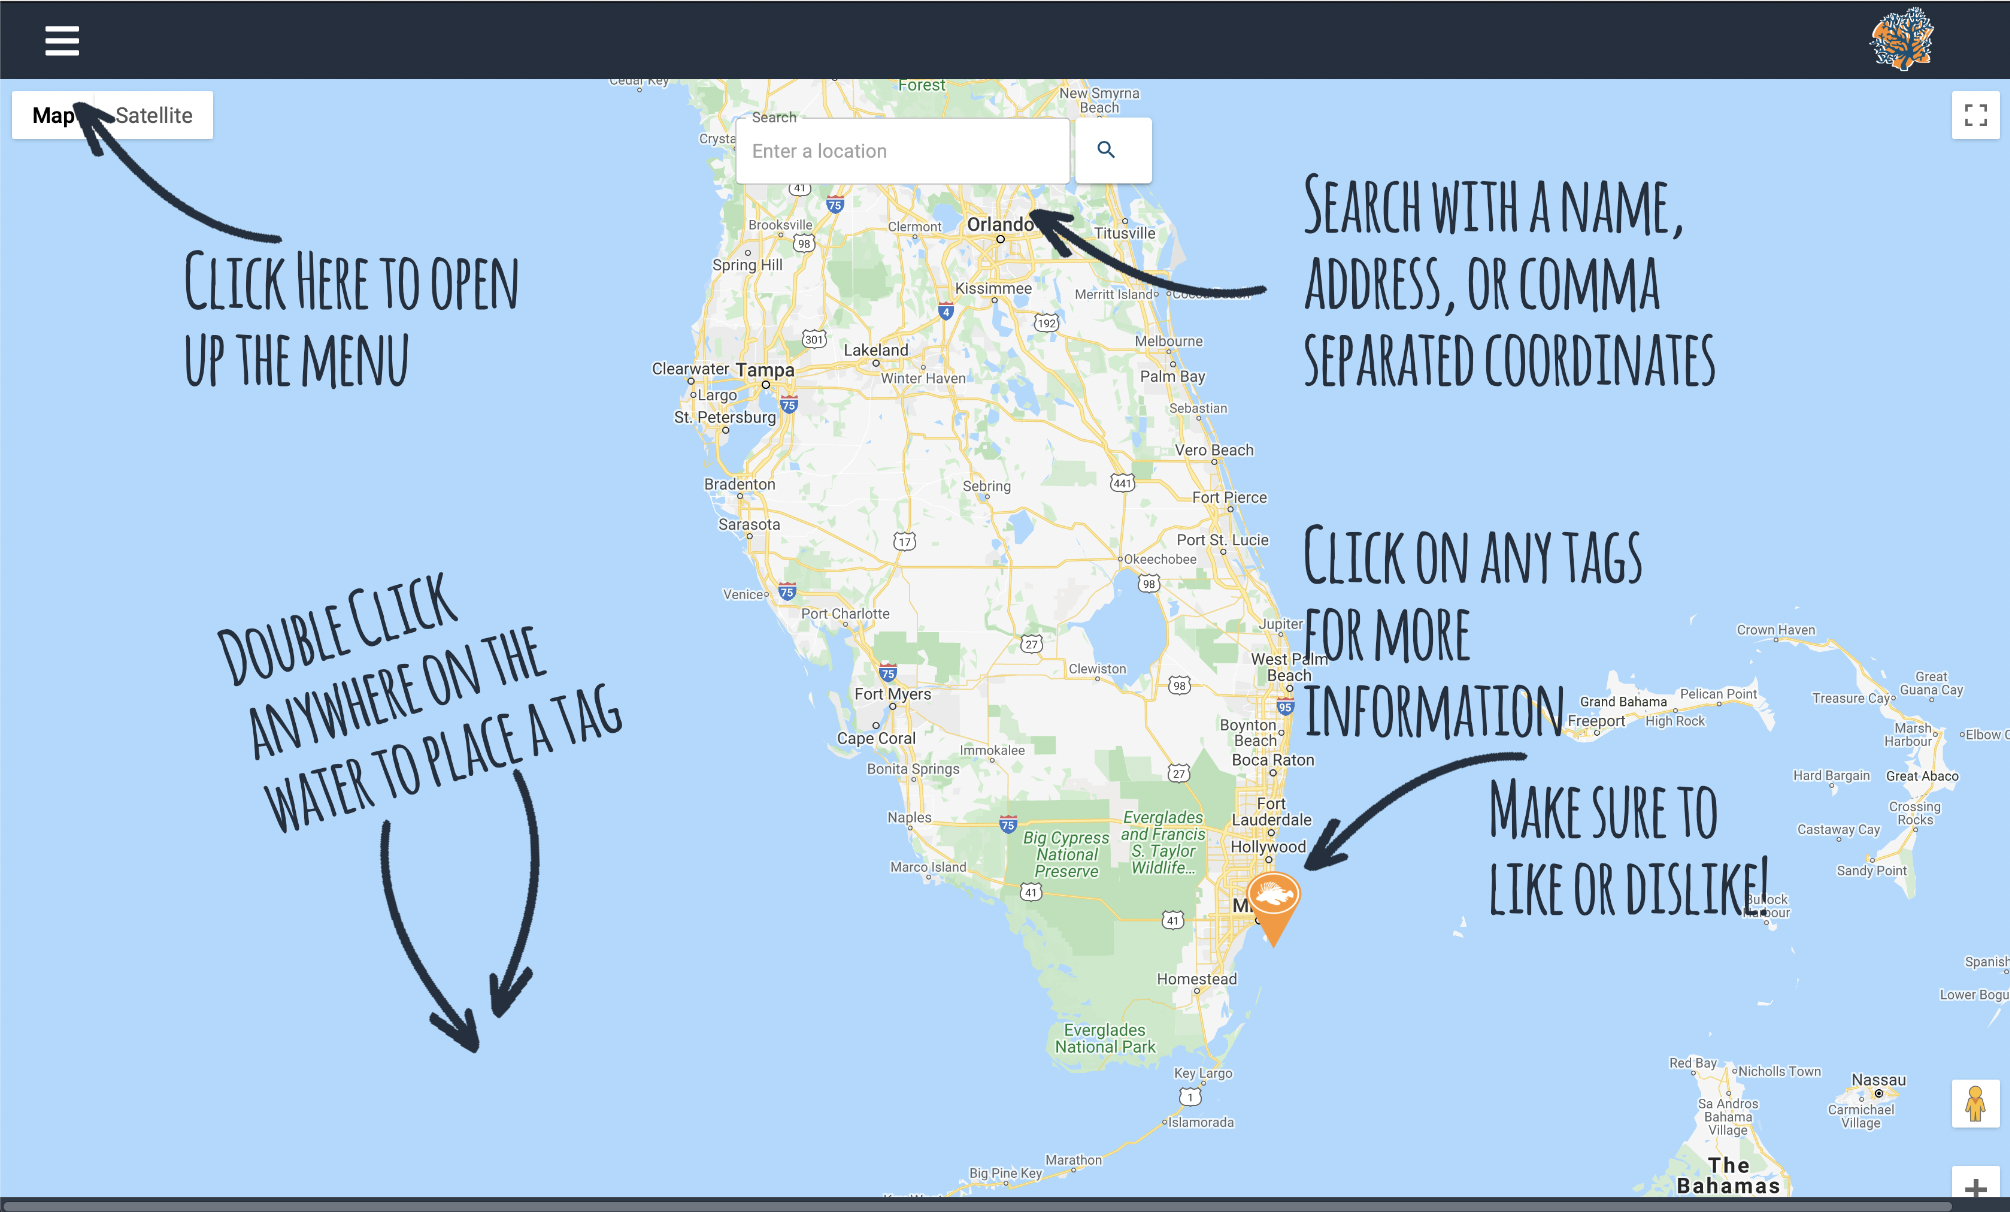 Cedar Key
Forest
New Smyrna
Beach
Map
Satellite
Search
Enter a location
41
75
SEARCH WITH A NAME,
ADDRESS, OR COMMA
SEPARATED COORDINATES
Brooksville
98
Clermont
Orlando
Titusville
CLICK HERE TO OPEN
UP THE MENU
Spring Hill
Kissimmee
Merritt Island
Cocoa Beach
4
192
301
Melbourne
Lakeland
Clearwater
Tampa
Winter Haven
Palm Bay
Largo
75
St. Petersburg
Sebastian
Vero Beach
Bradenton
Sebring
441
Fort Pierce
Sarasota
17
Port St. Lucie
Okeechobee
CLICK ON ANY TAGS
FOR MORE
INFORMATION
98
Venice
75
Port Charlotte
DOUBLE CLICK
ANYWHERE ON THE
WATER TO PLACE A TAG
27
Jupiter
Crown Haven
West Palm
Beach
75
Clewiston
98
Great
Guana Cay
Fort Myers
95
Grand Bahama
Pelican Point
Treasure Cay
Freeport
High Rock
Cape Coral
Boynton
Beach
Marsh
Harbour
Elbow C
Immokalee
Boca Raton
Bonita Springs
27
Hard Bargain
Great Abaco
MAKE SURE TO
LIKE OR DISLIKE!
Fort
Lauderdale
Naples
75
Everglades
and Francis
S. Taylor
Wildlife...
Big Cypress
National
Preserve
Crossing
Rocks
Castaway Cay
Hollywood
Marco Island
Sandy Point
41
41
Homestead
Spanish
Lower Bogu
Everglades
National Park
Key Largo
Red Bay
Nicholls Town
Nassau
1
Sa Andros
Bahama
Village
Carmichael
Village
Islamorada
Marathon
Big Pine Key
The
Bahamas